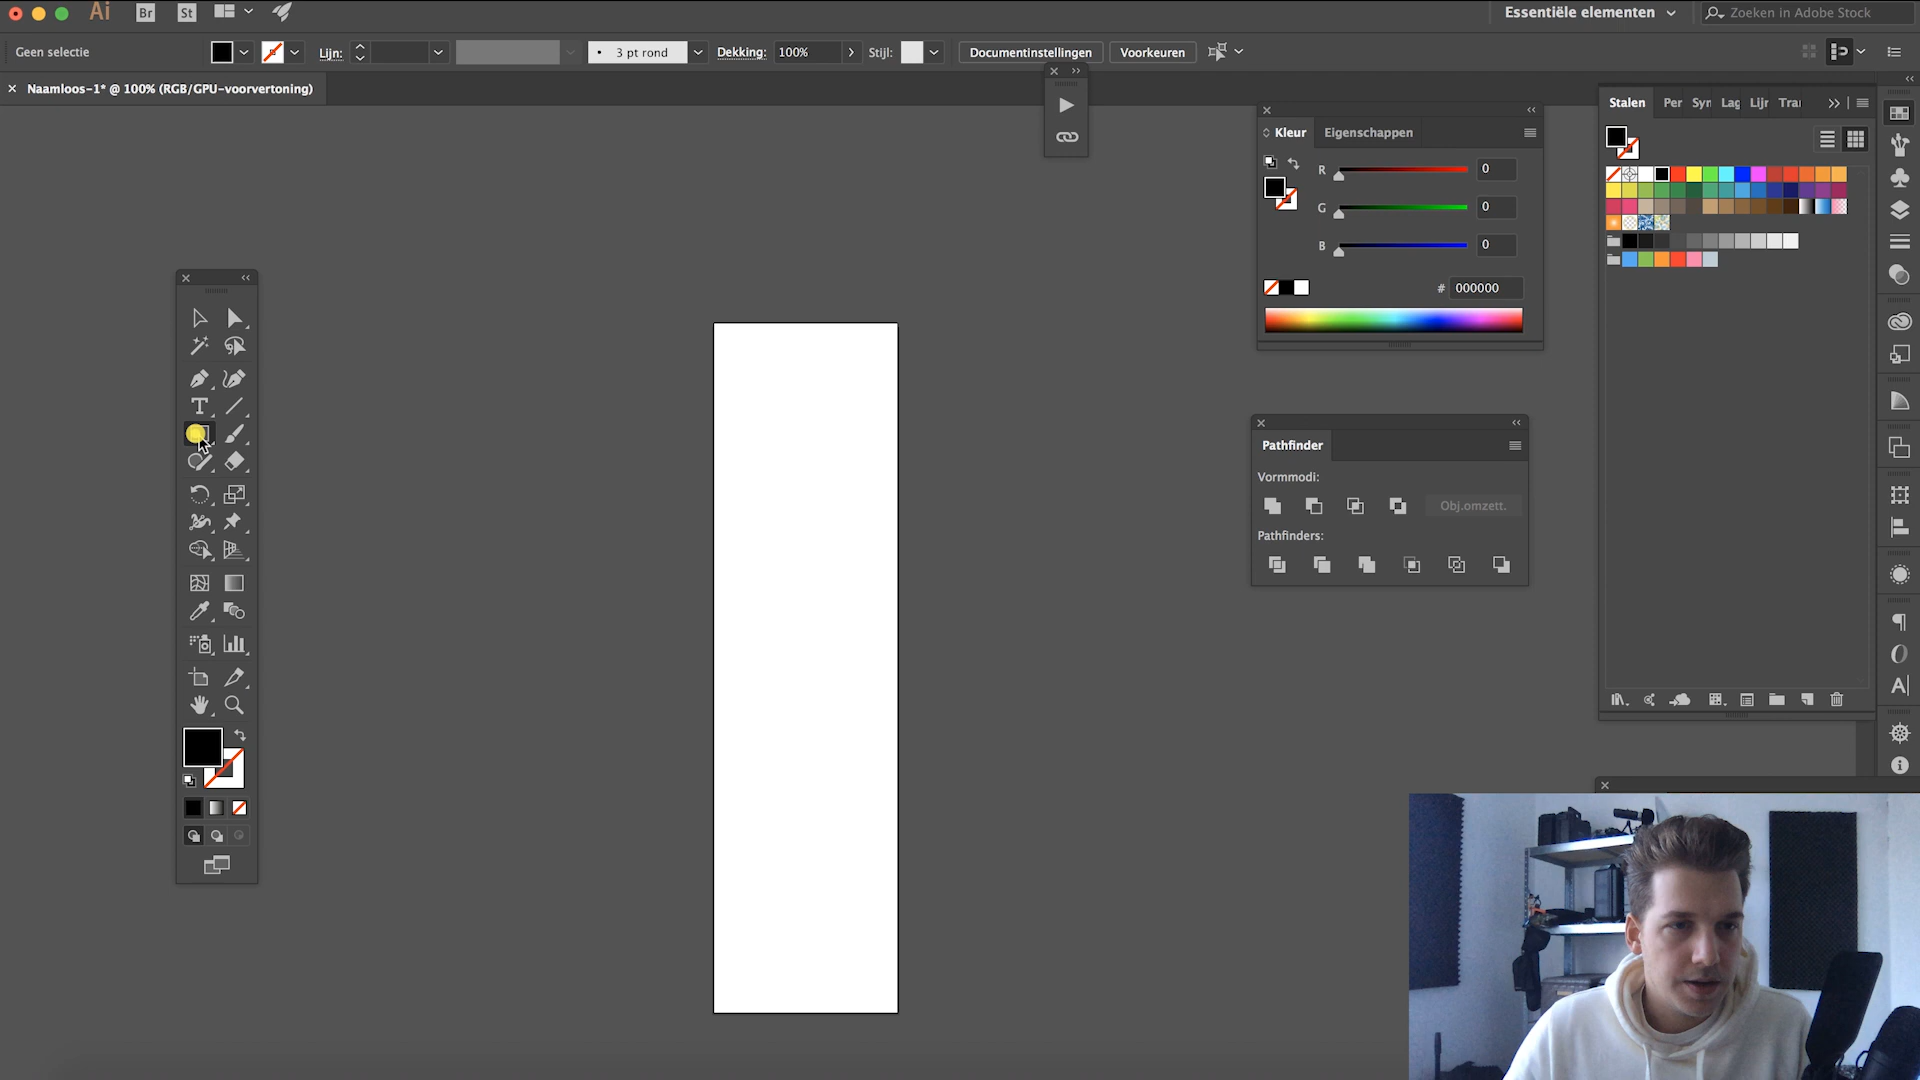 Ai Br St Essentiële elementen Zoeken in Adobe Stock
Geen selectie Lijn: 3 pt rond Dekking: 100% Stijl: Documentinstellingen Voorkeuren
Naamloos-1* @ 100% (RGB/GPU-voorvertoning)
Kleur Eigenschappen
R 0
G 0
B 0
# 000000
Pathfinder
Vormmodi:
Obj.omzett.
Pathfinders:
Stalen Per Syr Lag Lijr Trai